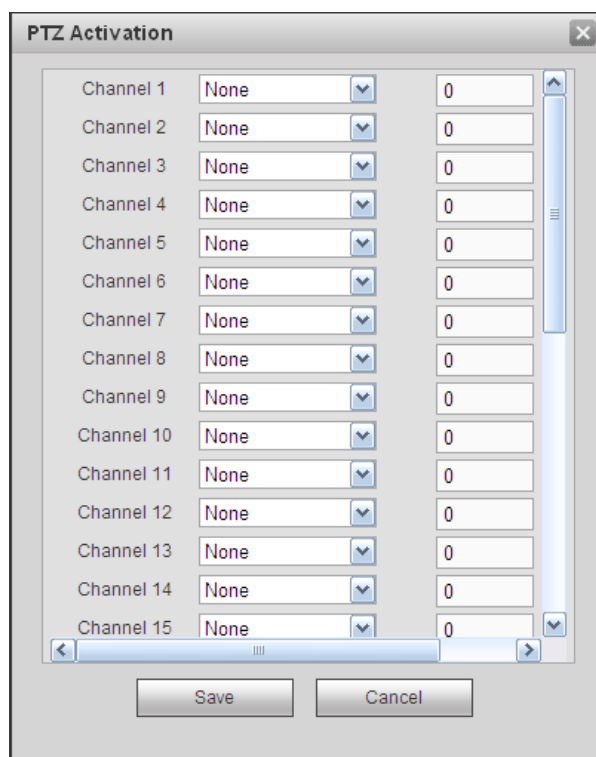 PTZ Activation
Channel 1 None 0
Channel 2 None 0
Channel 3 None 0
Channel 4 None 0
Channel 5 None 0
Channel 6 None 0
Channel 7 None 0
Channel 8 None 0
Channel 9 None 0
Channel 10 None 0
Channel 11 None 0
Channel 12 None 0
Channel 13 None 0
Channel 14 None 0
Channel 15 None 0
Save Cancel